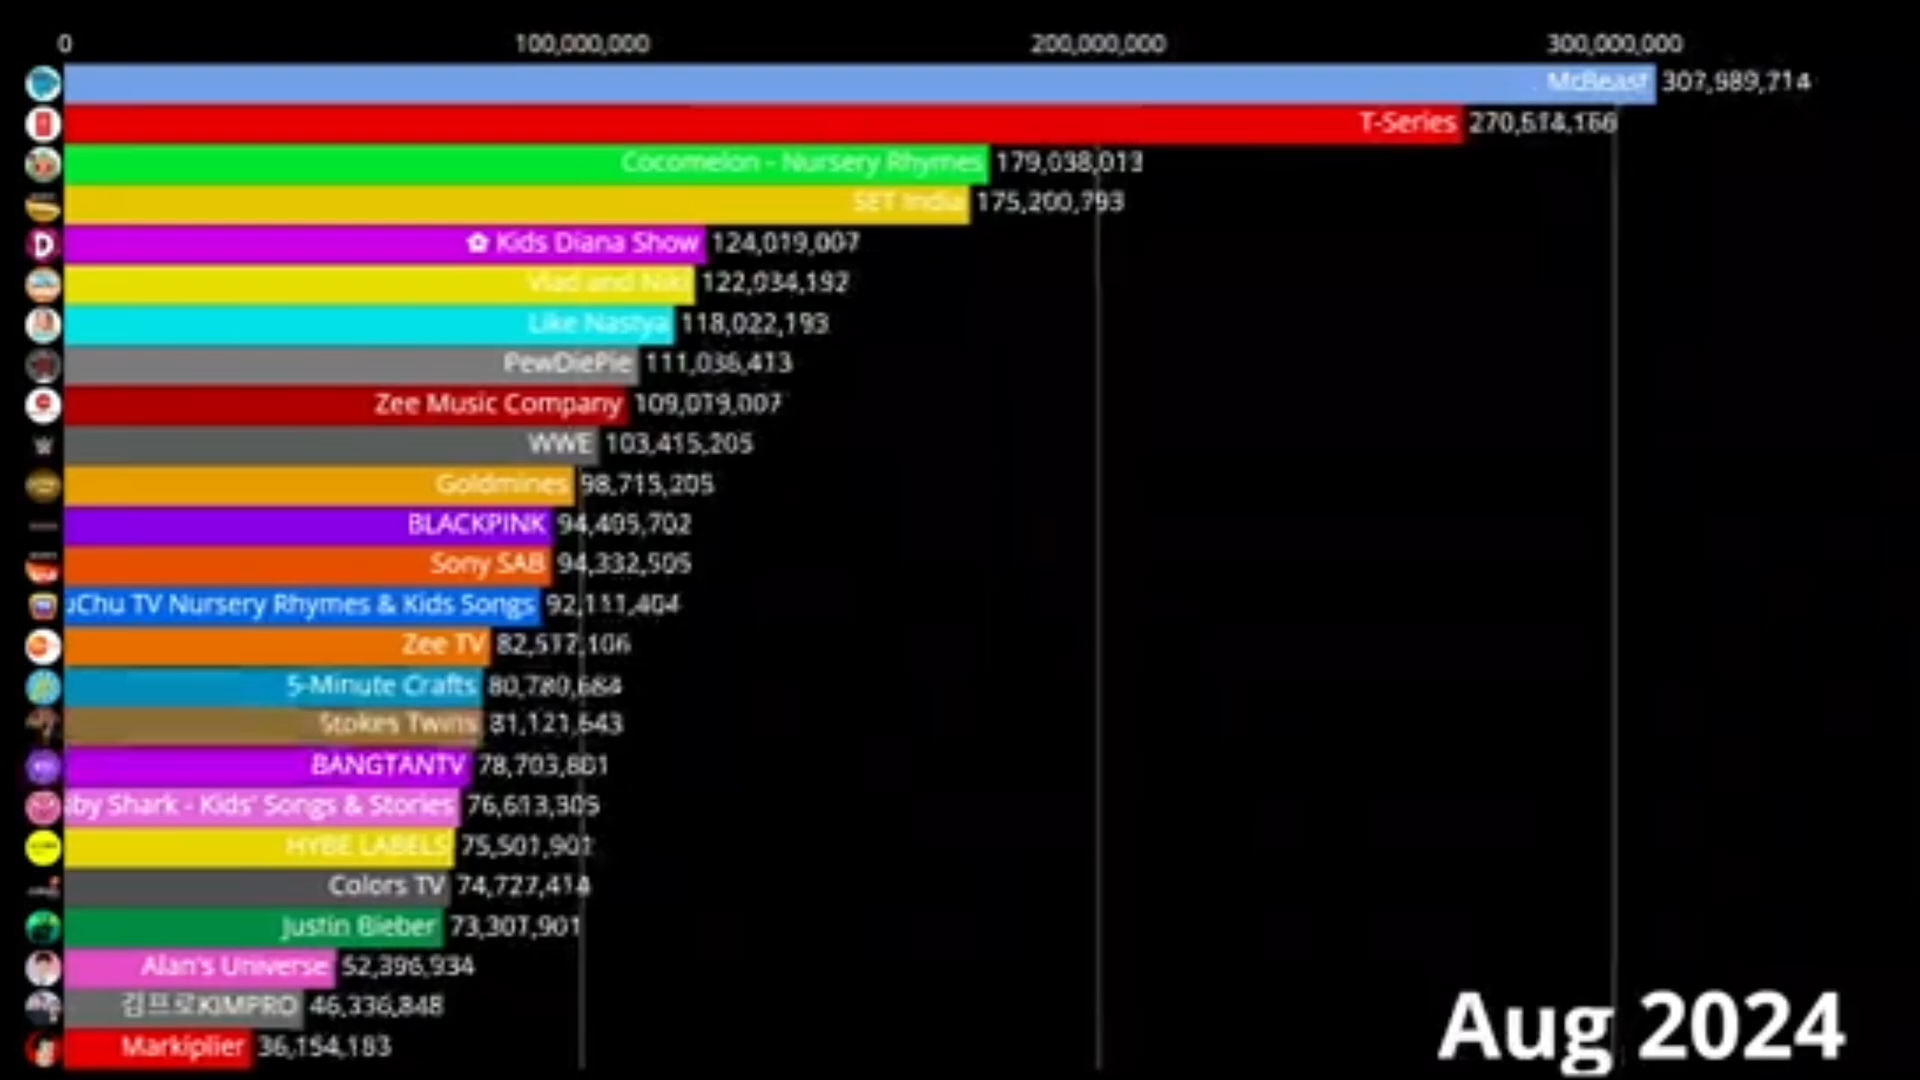 0 100,000,000 200,000,000 300,000,000
MrBeast 307,989,714
T-Series 270,614,166
Cocomelon - Nursery Rhymes 179,038,013
SET India 175,200,793
✿ Kids Diana Show 124,019,007
Vlad and Niki 122,034,192
Like Nastya 118,022,193
PewDiePie 111,036,413
Zee Music Company 109,019,007
WWE 103,415,205
Goldmines 98,715,205
BLACKPINK 94,405,702
Sony SAB 94,332,505
uChu TV Nursery Rhymes & Kids Songs 92,111,404
Zee TV 82,517,106
5-Minute Crafts 80,780,684
Stokes Twins 81,121,643
BANGTANTV 78,703,801
by Shark - Kids' Songs & Stories 76,613,305
HYBE LABELS 75,501,901
Colors TV 74,727,414
Justin Bieber 73,307,901
Alan's Universe 52,396,934
김프로KIMPRO 46,336,848
Markiplier 36,154,183
Aug 2024